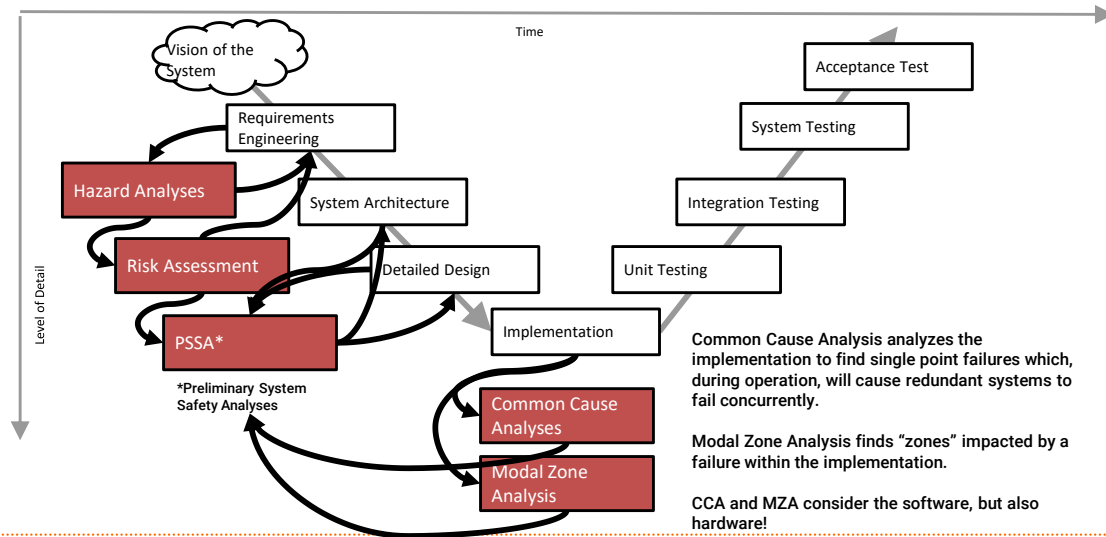 Time
Level of Detail
Vision of the
System
Requirements
Engineering
Hazard Analyses
System Architecture
Risk Assessment
Detailed Design
PSSA*
*Preliminary System
Safety Analyses
Implementation
Common Cause
Analyses
Modal Zone
Analysis
Unit Testing
Integration Testing
System Testing
Acceptance Test
Common Cause Analysis analyzes the
implementation to find single point failures which,
during operation, will cause redundant systems to
fail concurrently.
Modal Zone Analysis finds “zones” impacted by a
failure within the implementation.
CCA and MZA consider the software, but also
hardware!